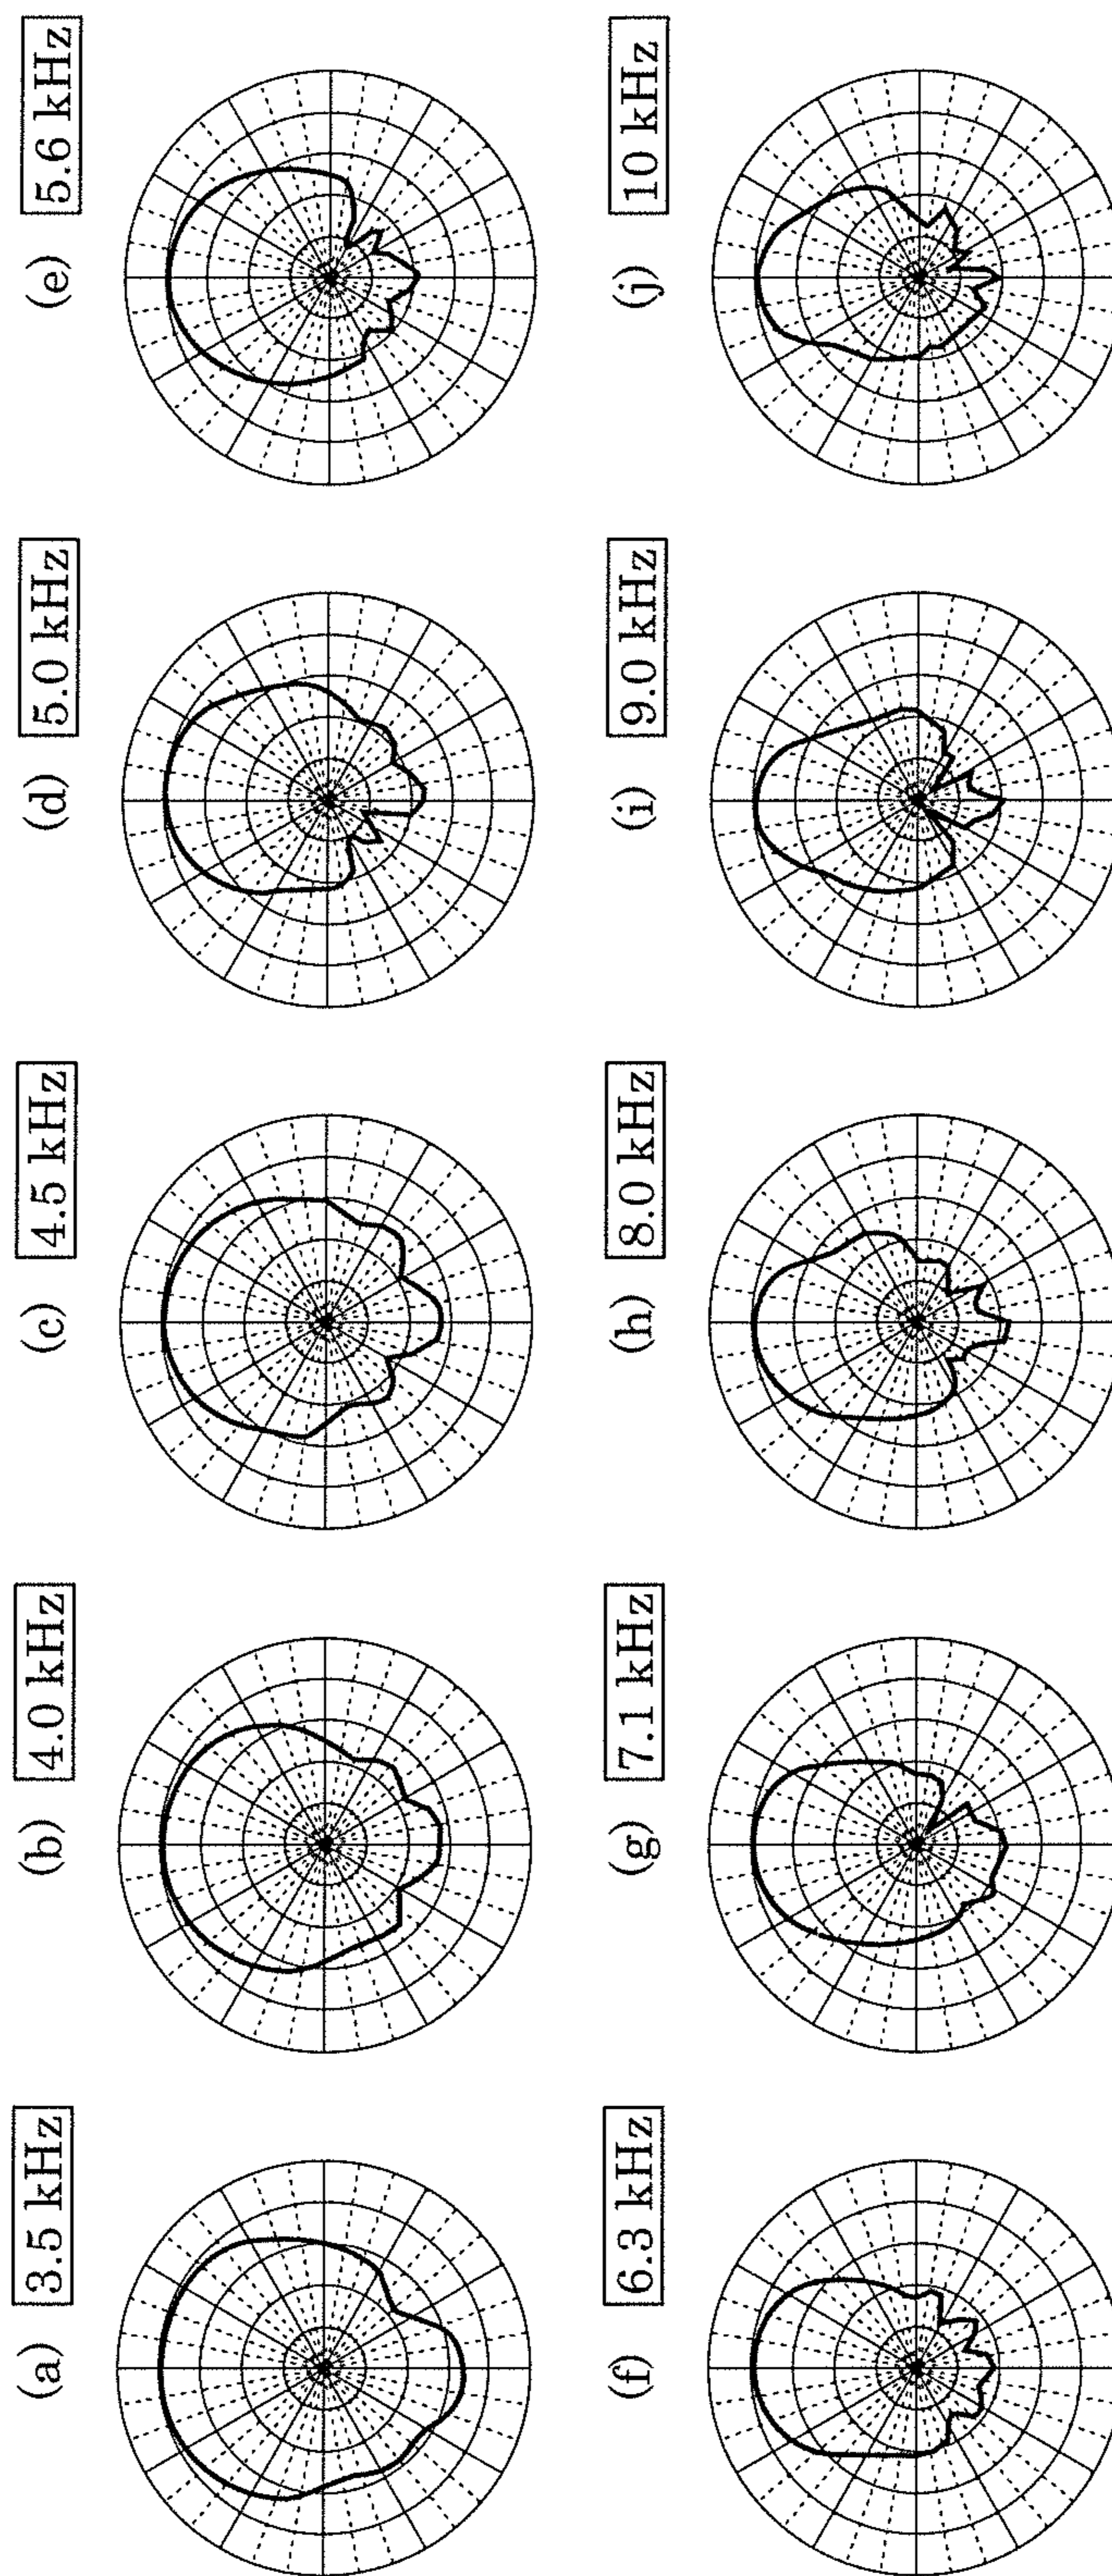 (a) 3.5 kHz
(b) 4.0 kHz
(c) 4.5 kHz
(d) 5.0 kHz
(e) 5.6 kHz
(f) 6.3 kHz
(g) 7.1 kHz
(h) 8.0 kHz
(i) 9.0 kHz
(j) 10 kHz